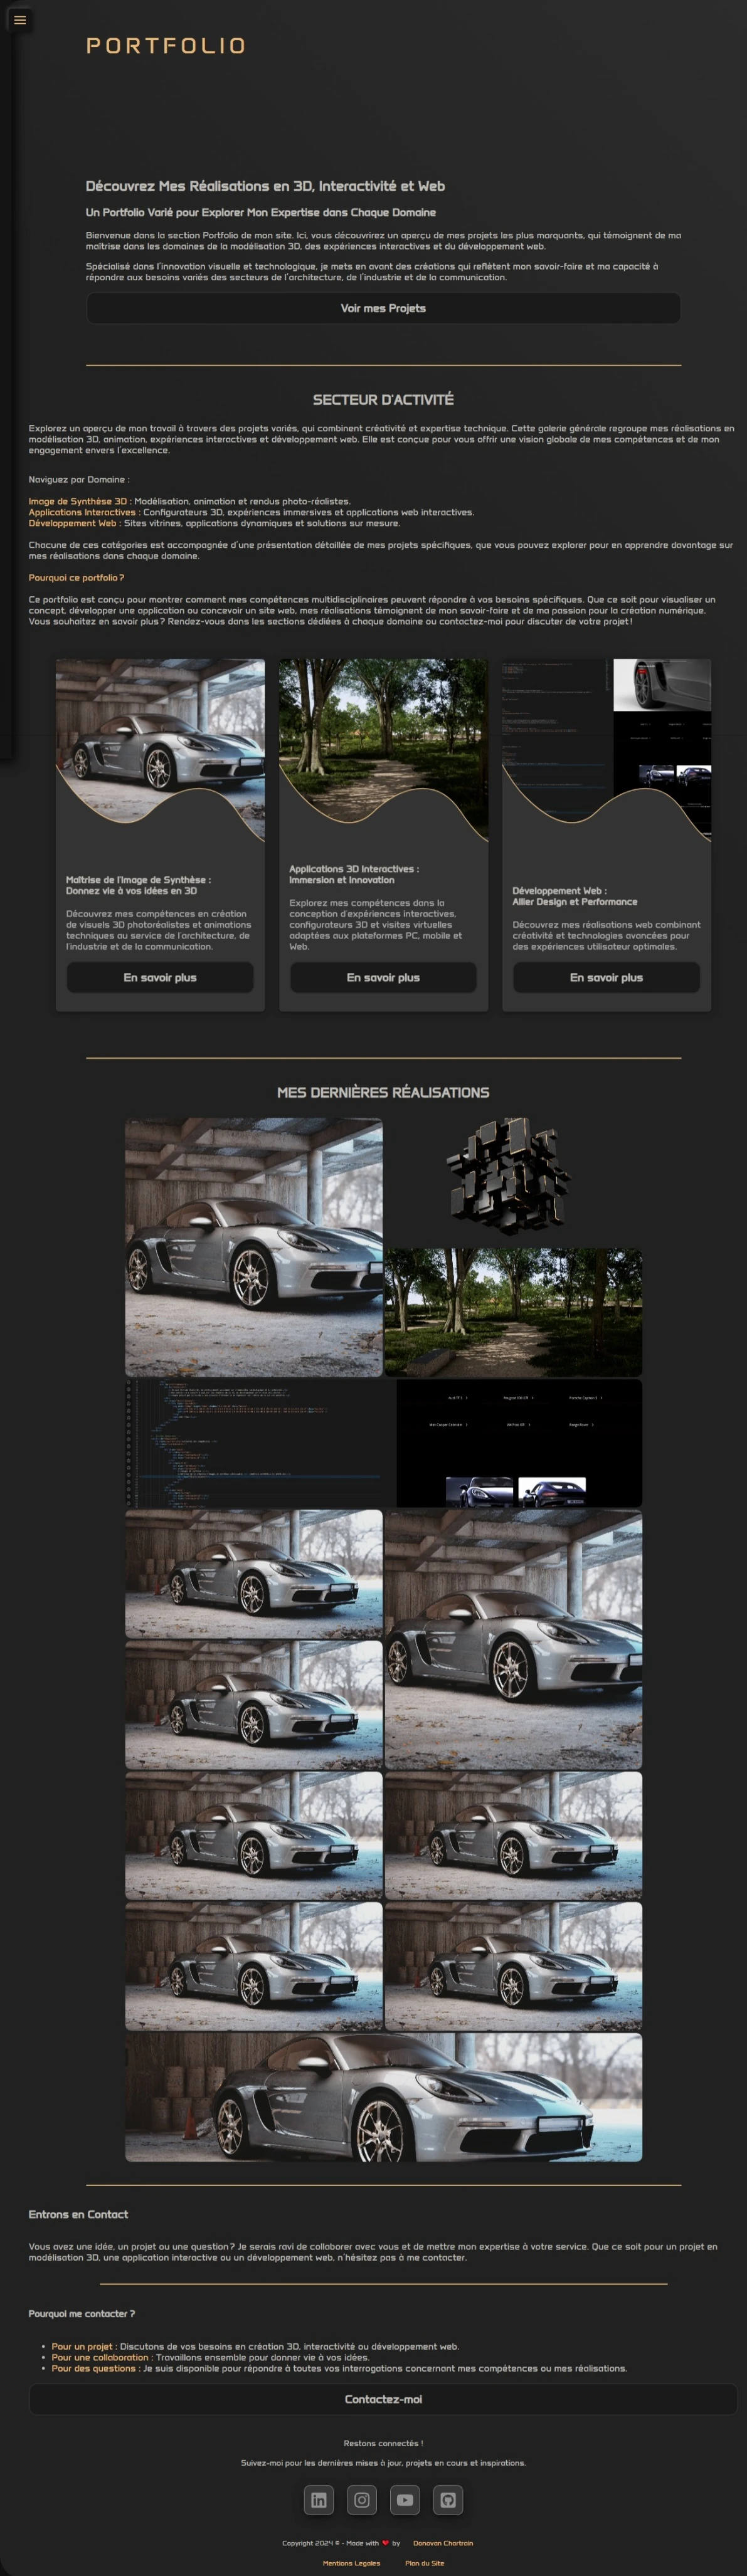 PORTFOLIO
Découvrez Mes Réalisations en 3D, Interactivité et Web
Un Portfolio Varié pour Explorer Mon Expertise dans Chaque Domaine
Bienvenue dans la section Portfolio de mon site. Ici, vous découvrirez un aperçu de mes projets les plus marquants, qui témoignent de ma
maîtrise dans les domaines de la modélisation 3D, des expériences interactives et du développement web.
Spécialisé dans l'innovation visuelle et technologique, je mets en avant des créations qui reflètent mon savoir-faire et ma capacité à
répondre aux besoins variés des secteurs de l'architecture, de l'industrie et de la communication.
Voir mes Projets
SECTEUR D'ACTIVITÉ
Explorez un aperçu de mon travail à travers des projets variés, qui combinent créativité et expertise technique. Cette galerie générale regroupe mes réalisations en
modélisation 3D, animation, expériences interactives et développement web. Elle est conçue pour vous offrir une vision globale de mes compétences et de mon
engagement envers l'excellence.
Naviguez par Domaine :
Image de Synthèse 3D : Modélisation, animation et rendus photo-réalistes.
Applications Interactives : Configurateurs 3D, expériences immersives et applications web interactives.
Développement Web : Sites vitrines, applications dynamiques et solutions sur mesure.
Chacune de ces catégories est accompagnée d'une présentation détaillée de mes projets spécifiques, que vous pouvez explorer pour en apprendre davantage sur
mes réalisations dans chaque domaine.
Pourquoi ce portfolio ?
Ce portfolio est conçu pour montrer comment mes compétences multidisciplinaires peuvent répondre à vos besoins spécifiques. Que ce soit pour visualiser un
concept, développer une application ou concevoir un site web, mes réalisations témoignent de mon savoir-faire et de ma passion pour la création numérique.
Vous souhaitez en savoir plus ? Rendez-vous dans les sections dédiées à chaque domaine ou contactez-moi pour discuter de votre projet !
Maîtrise de l'Image de Synthèse :
Donnez vie à vos idées en 3D
Découvrez mes compétences en création
de visuels 3D photoréalistes et animations
techniques au service de l'architecture, de
l'industrie et de la communication.
En savoir plus
Applications 3D Interactives :
Immersion et Innovation
Explorez mes compétences dans la
conception d'expériences interactives,
configurateurs 3D et visites virtuelles
adaptées aux plateformes PC, mobile et
Web.
En savoir plus
Développement Web :
Allier Design et Performance
Découvrez mes réalisations web combinant
créativité et technologies avancées pour
des expériences utilisateur optimales.
En savoir plus
MES DERNIÈRES RÉALISATIONS
Entrons en Contact
Vous avez une idée, un projet ou une question ? Je serais ravi de collaborer avec vous et de mettre mon expertise à votre service. Que ce soit pour un projet en
modélisation 3D, une application interactive ou un développement web, n'hésitez pas à me contacter.
Pourquoi me contacter ?
• Pour un projet : Discutons de vos besoins en création 3D, interactivité ou développement web.
• Pour une collaboration : Travaillons ensemble pour donner vie à vos idées.
• Pour des questions : Je suis disponible pour répondre à toutes vos interrogations concernant mes compétences ou mes réalisations.
Contactez-moi
Restons connectés !
Suivez-moi pour les dernières mises à jour, projets en cours et inspirations.
Copyright 2024 © - Made with ❤ by Donovan Chartrain
Mentions Legales Plan du Site